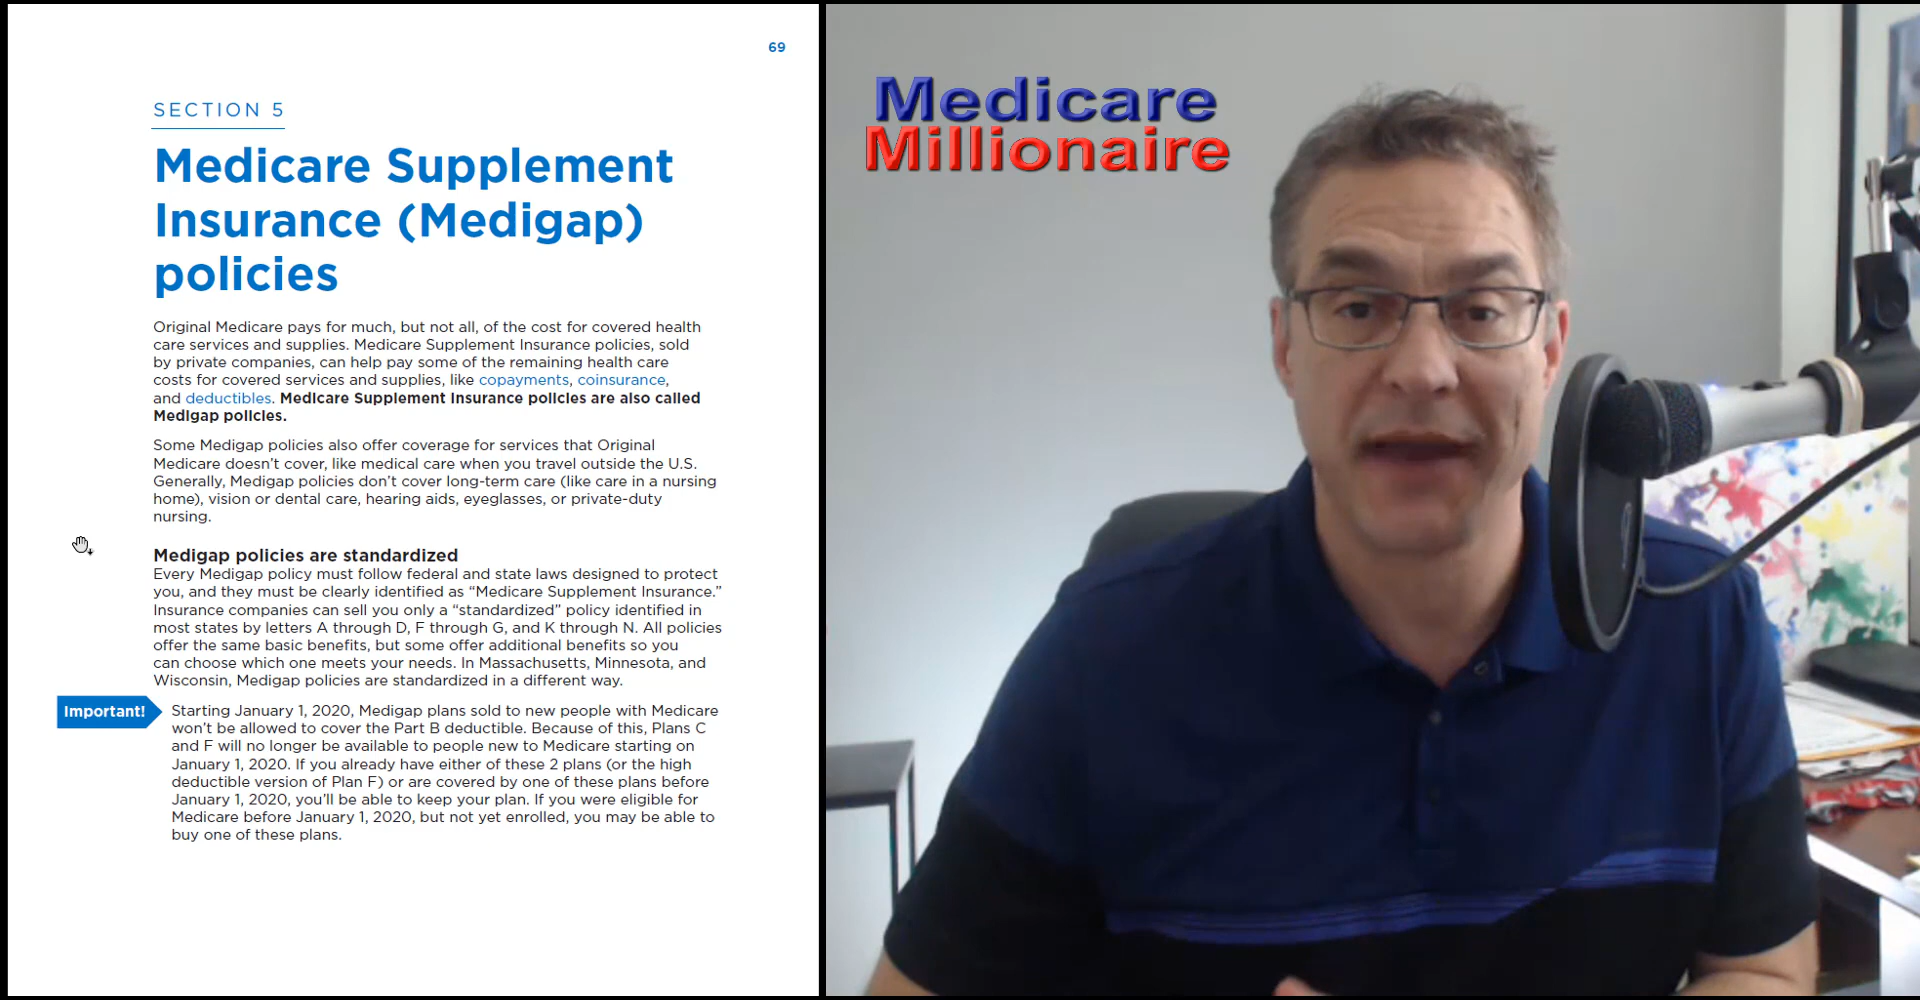 69
SECTION 5
Medicare Supplement
Insurance (Medigap)
policies
Original Medicare pays for much, but not all, of the cost for covered health
care services and supplies. Medicare Supplement Insurance policies, sold
by private companies, can help pay some of the remaining health care
costs for covered services and supplies, like copayments, coinsurance,
and deductibles. Medicare Supplement Insurance policies are also called
Medigap policies.
Some Medigap policies also offer coverage for services that Original
Medicare doesn't cover, like medical care when you travel outside the U.S.
Generally, Medigap policies don't cover long-term care (like care in a nursing
home), vision or dental care, hearing aids, eyeglasses, or private-duty
nursing.
Medigap policies are standardized
Every Medigap policy must follow federal and state laws designed to protect
you, and they must be clearly identified as “Medicare Supplement Insurance.”
Insurance companies can sell you only a “standardized” policy identified in
most states by letters A through D, F through G, and K through N. All policies
offer the same basic benefits, but some offer additional benefits so you
can choose which one meets your needs. In Massachusetts, Minnesota, and
Wisconsin, Medigap policies are standardized in a different way.
Important!
Starting January 1, 2020, Medigap plans sold to new people with Medicare
won't be allowed to cover the Part B deductible. Because of this, Plans C
and F will no longer be available to people new to Medicare starting on
January 1, 2020. If you already have either of these 2 plans (or the high
deductible version of Plan F) or are covered by one of these plans before
January 1, 2020, you'll be able to keep your plan. If you were eligible for
Medicare before January 1, 2020, but not yet enrolled, you may be able to
buy one of these plans.
Medicare
Millionaire